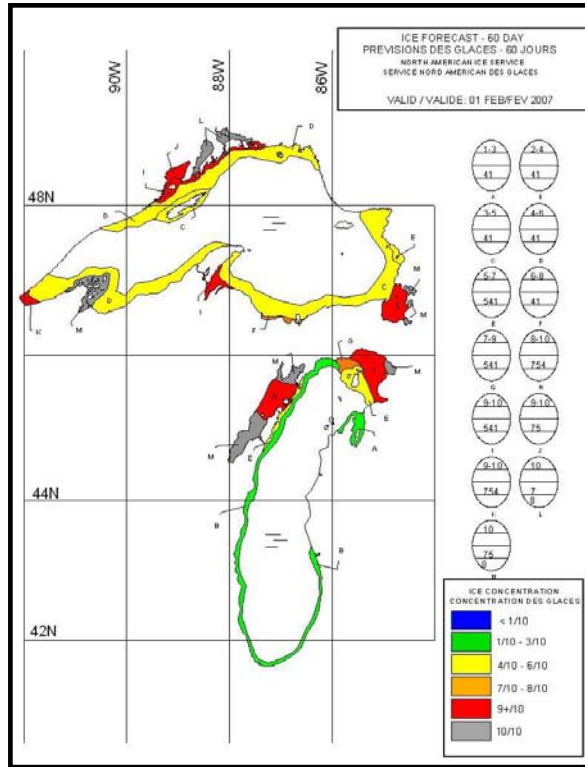 ICE FORECAST - 60 DAY
PREVISIONS DES GLACES - 60 JOURS
NORTH AMERICAN ICE SERVICE
SERVICE NORD AMERICAN DES GLACES
VALID / VALIDE: 01 FEB/FEV 2007
90W
88W
86W
L
J
D
I
48N
D
C
E
M
C
D
K
M
I
F
M
G
M
M
E
M
A
E
44N
B
B
42N
1-3
41
A
2-4
41
B
3-5
41
C
4-6
41
D
5-7
541
E
6-8
41
F
7-9
541
G
8-10
754
H
9-10
541
I
9-10
75
J
9-10
754
K
10
7
8
L
10
75
8
M
ICE CONCENTRATION
CONCENTRATION DES GLACES
< 1/10
1/10 - 3/10
4/10 - 6/10
7/10 - 8/10
9+/10
10/10